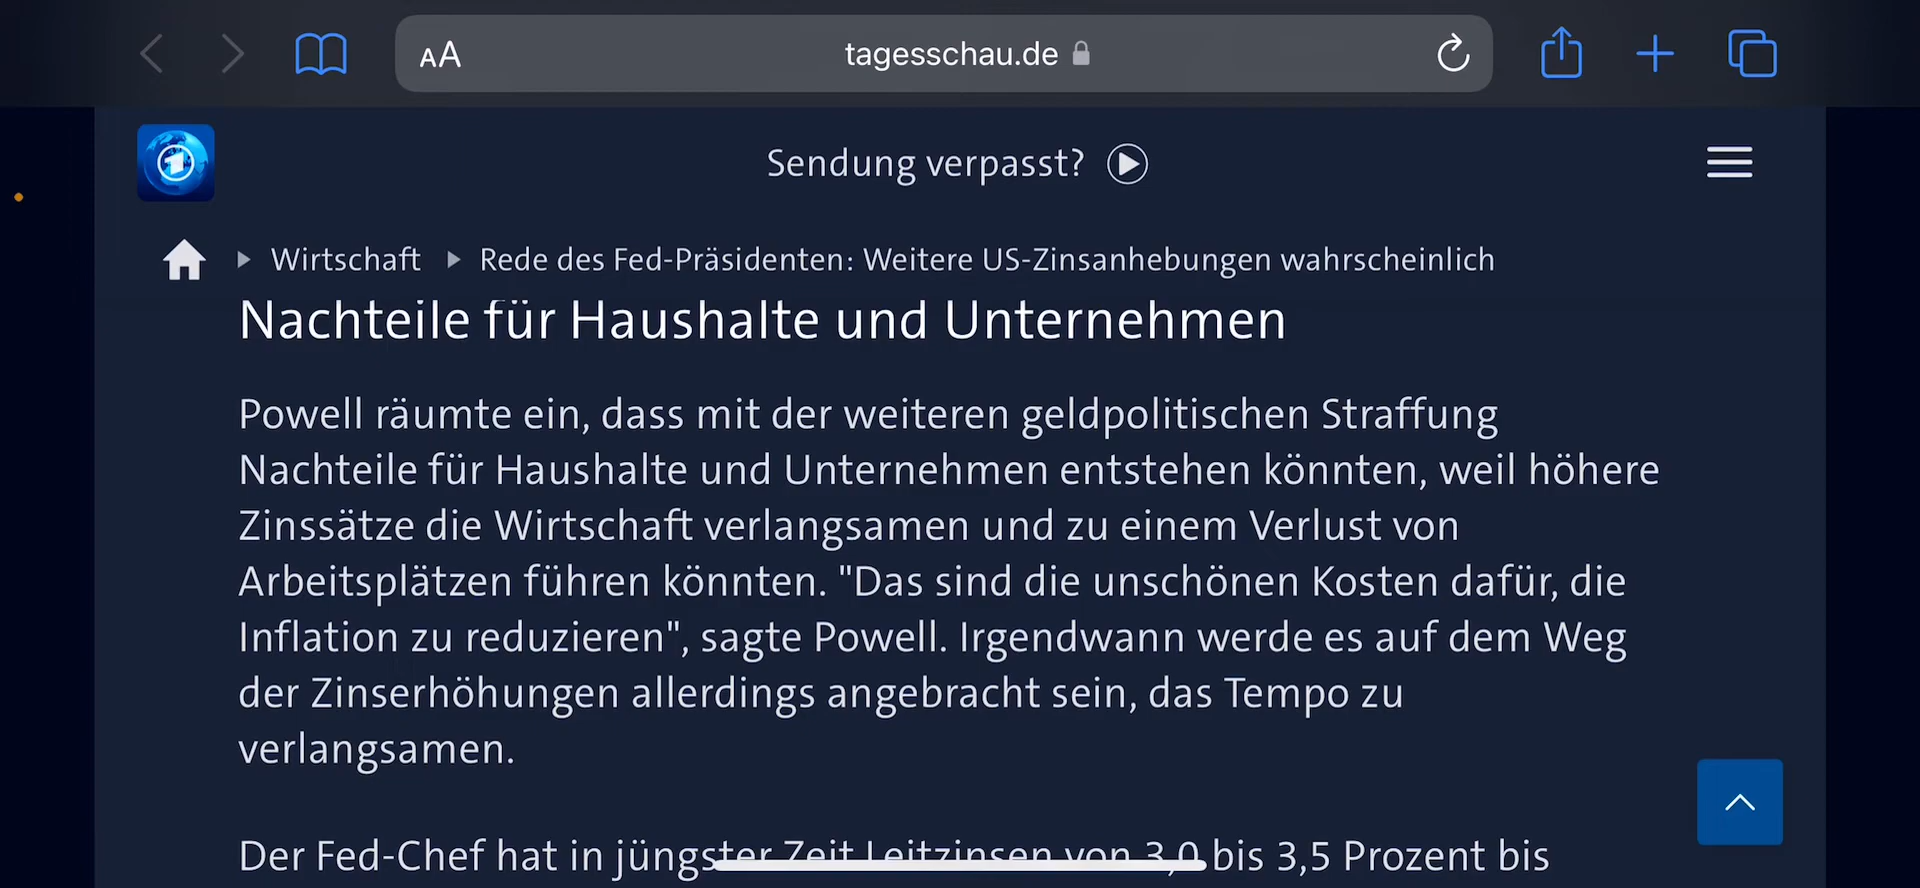 AA
tagesschau.de
1
Sendung verpasst?
Wirtschaft
Rede des Fed-Präsidenten: Weitere US-Zinsanhebungen wahrscheinlich
Nachteile für Haushalte und Unternehmen
Powell räumte ein, dass mit der weiteren geldpolitischen Straffung
Nachteile für Haushalte und Unternehmen entstehen könnten, weil höhere
Zinssätze die Wirtschaft verlangsamen und zu einem Verlust von
Arbeitsplätzen führen könnten. "Das sind die unschönen Kosten dafür, die
Inflation zu reduzieren", sagte Powell. Irgendwann werde es auf dem Weg
der Zinserhöhungen allerdings angebracht sein, das Tempo zu
verlangsamen.
Der Fed-Chef hat in jüngster Zeit Leitzinsen von 3,0 bis 3,5 Prozent bis